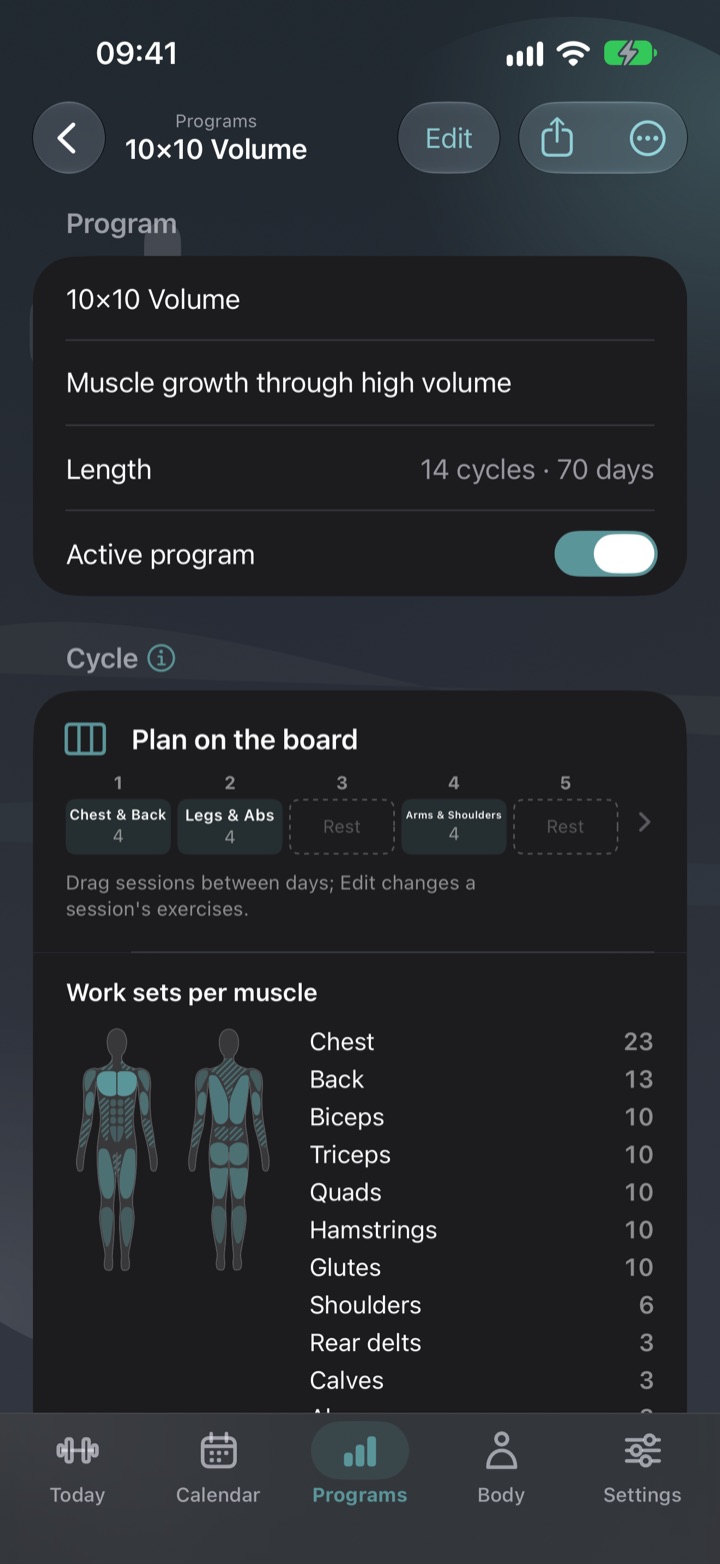 09:41
Programs
10×10 Volume
Edit
Program
10×10 Volume
Muscle growth through high volume
Length 14 cycles · 70 days
Active program
Cycle
Plan on the board
1 2 3 4 5
Chest & Back Legs & Abs Rest Arms & Shoulders Rest
4 4 4
Drag sessions between days; Edit changes a
session's exercises.
Work sets per muscle
Chest 23
Back 13
Biceps 10
Triceps 10
Quads 10
Hamstrings 10
Glutes 10
Shoulders 6
Rear delts 3
Calves 3
Today Calendar Programs Body Settings